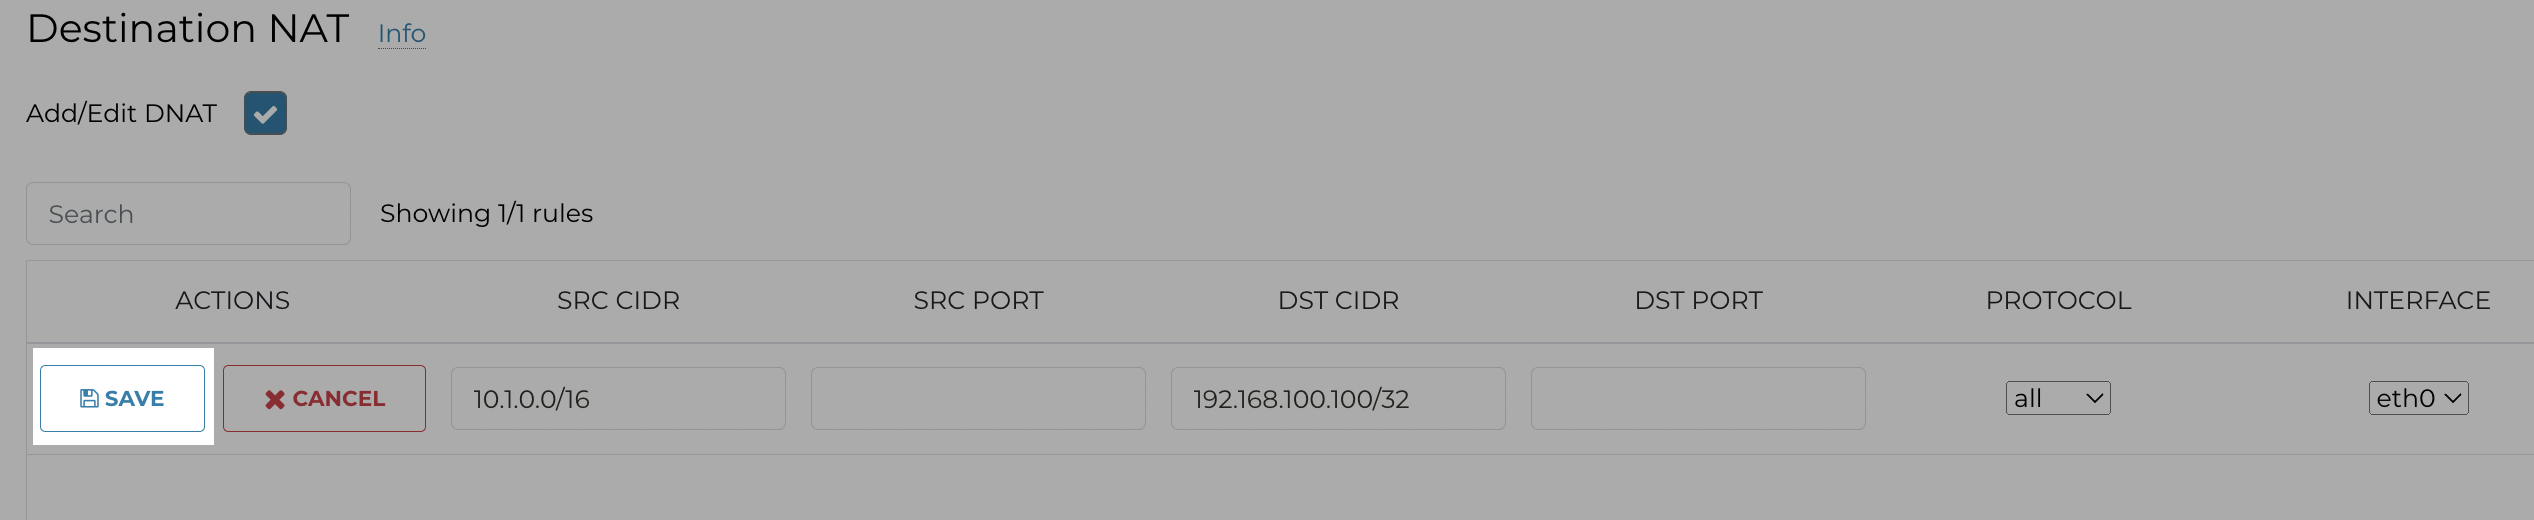 Destination NAT Info
Add/Edit DNAT
Search Showing 1/1 rules
ACTIONS SRC CIDR SRC PORT DST CIDR DST PORT PROTOCOL INTERFACE
SAVE CANCEL 10.1.0.0/16 192.168.100.100/32 all eth0